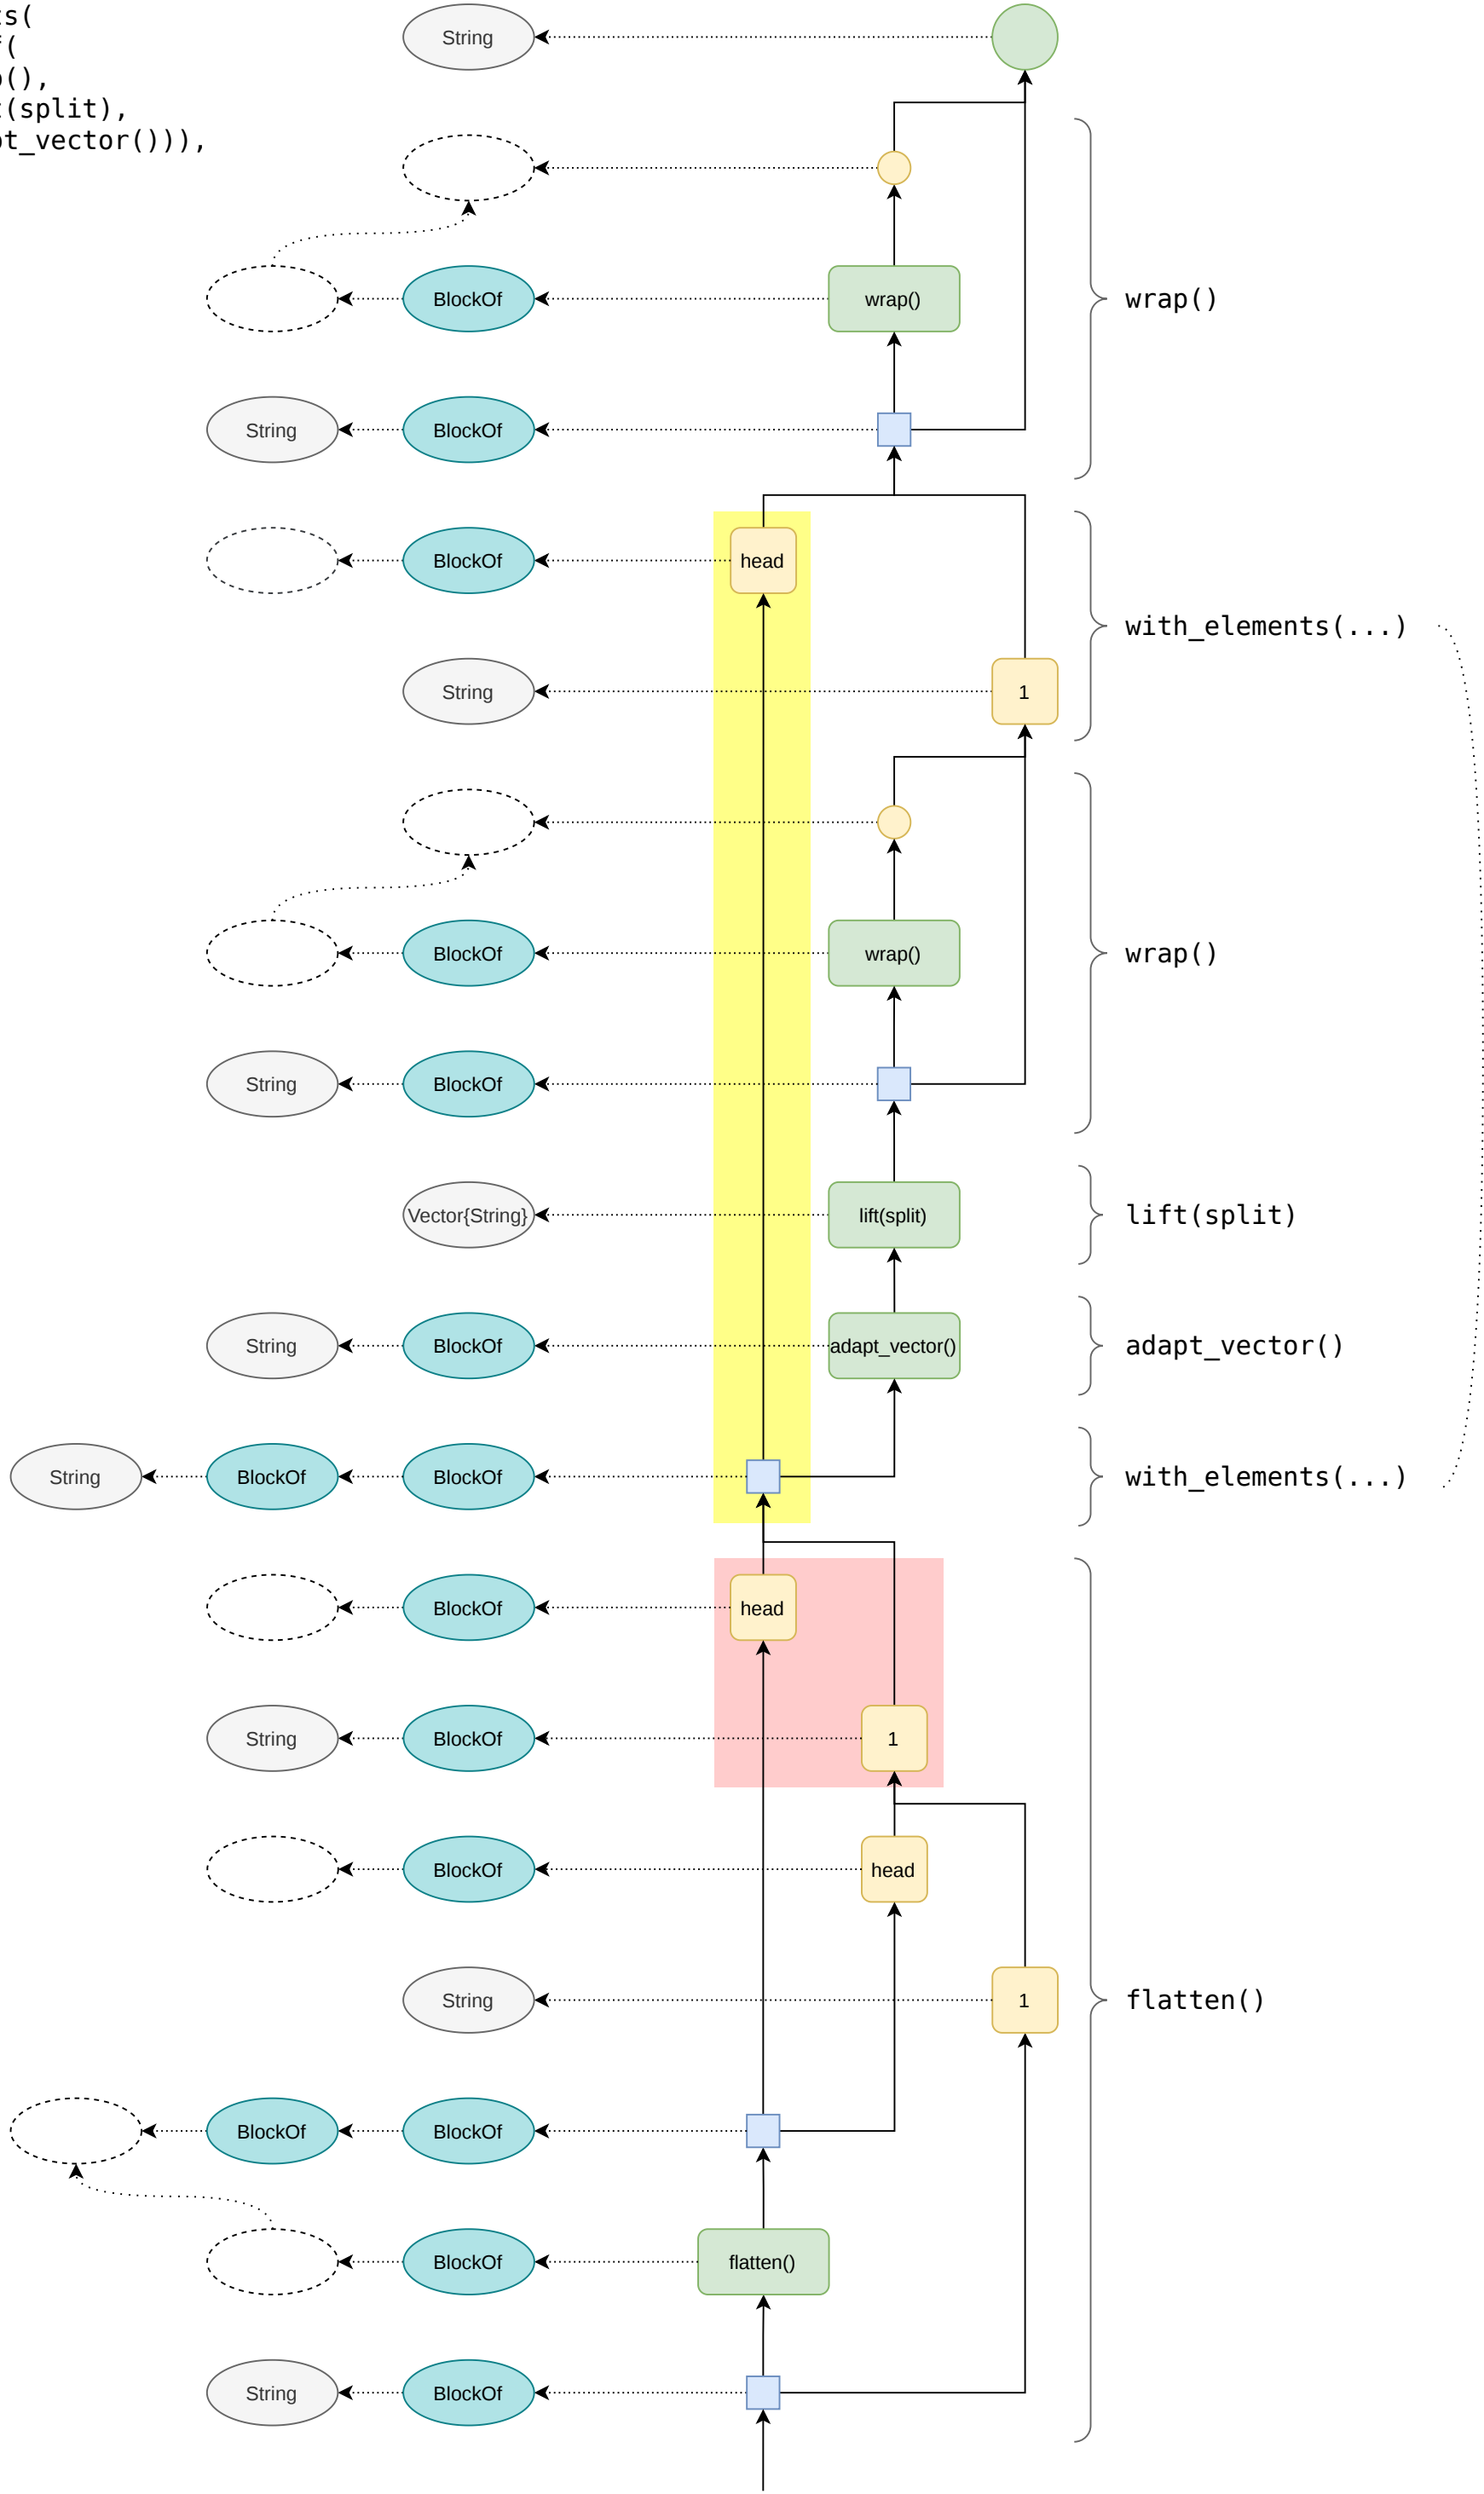 s(
(
(),
(split),
t_vector())),
String
BlockOf
wrap()
wrap()
String
BlockOf
BlockOf
head
with_elements(...)
String
1
BlockOf
wrap()
wrap()
String
BlockOf
Vector{String}
lift(split)
lift(split)
String
BlockOf
adapt_vector()
adapt_vector()
String
BlockOf
BlockOf
with_elements(...)
BlockOf
head
String
BlockOf
1
BlockOf
head
String
1
flatten()
BlockOf
BlockOf
BlockOf
flatten()
String
BlockOf